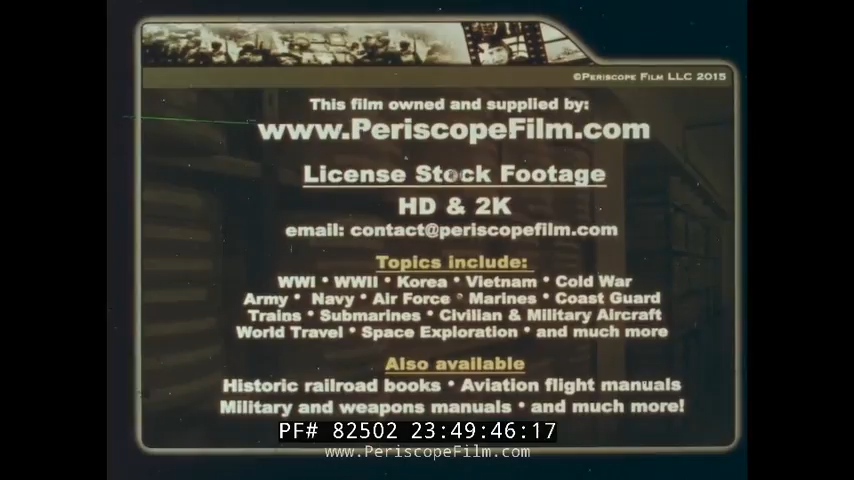 ©Periscope Film LLC 2015
This film owned and supplied by:
www.PeriscopeFilm.com
License Stock Footage
HD & 2K
email: contact@periscopefilm.com
Topics include:
WWI • WWII • Korea • Vietnam • Cold War
Army • Navy • Air Force • Marines • Coast Guard
Trains • Submarines • Civilian & Military Aircraft
World Travel • Space Exploration • and much more
Also available
Historic railroad books • Aviation flight manuals
Military and weapons manuals • and much more!
PF# 82502 23:49:46:17
www.PeriscopeFilm.com